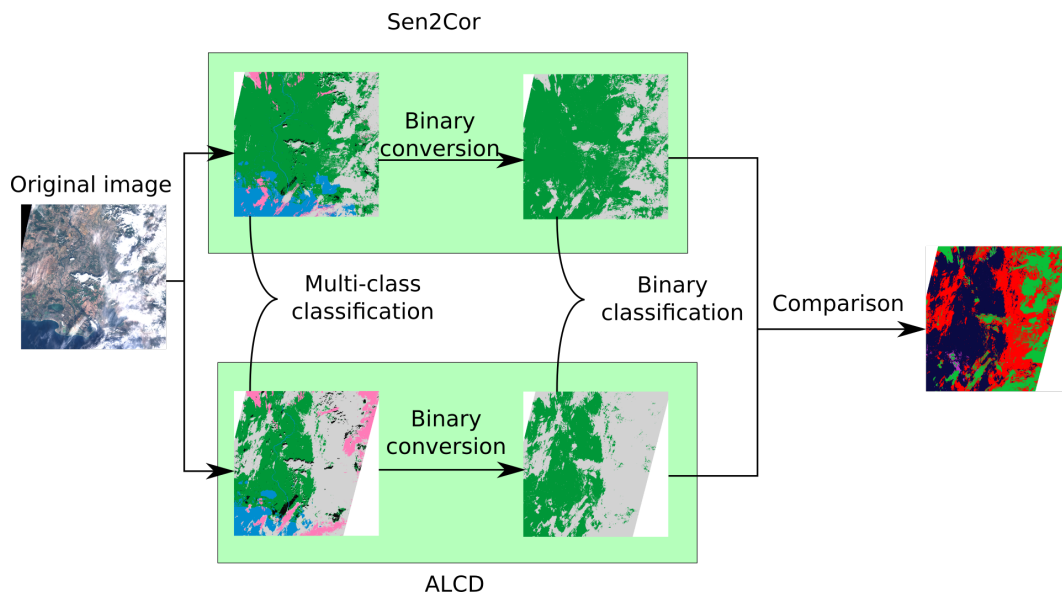 Sen2Cor
Binary
conversion
Original image
Multi-class
classification
Binary
classification
Comparison
Binary
conversion
ALCD